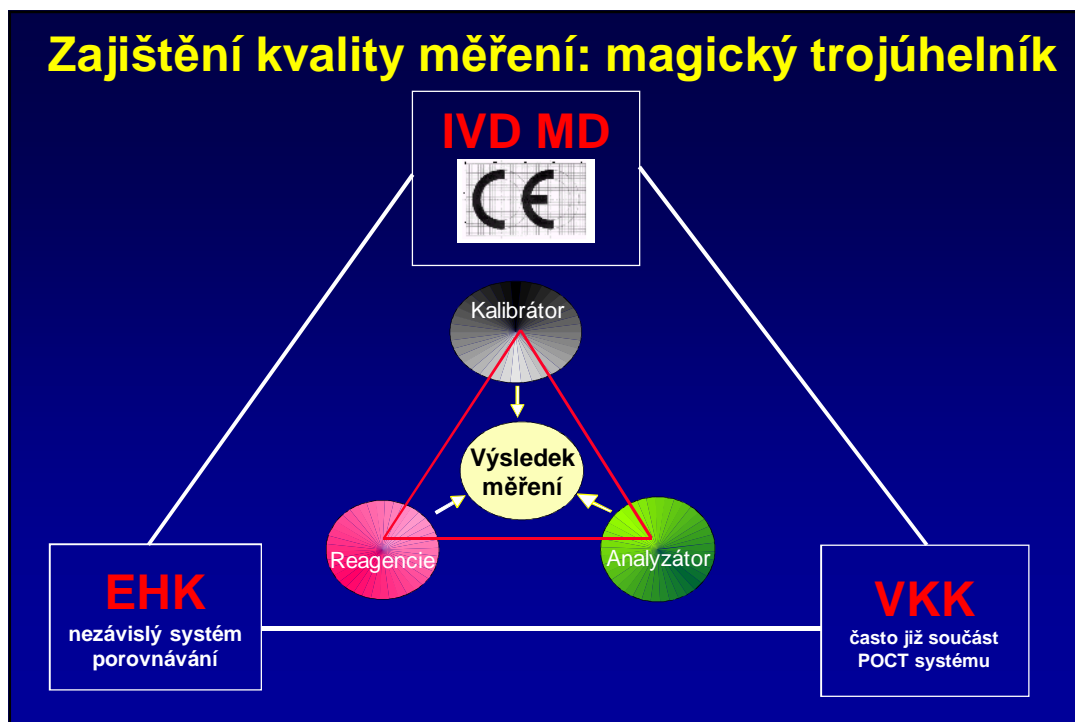 Zajištění kvality měření: magický trojúhelník
IVD MD
CE
Kalibrátor
Výsledek
měření
Reagencie
Analyzátor
EHK
nezávislý systém
porovnávání
VKK
často již součást
POCT systému